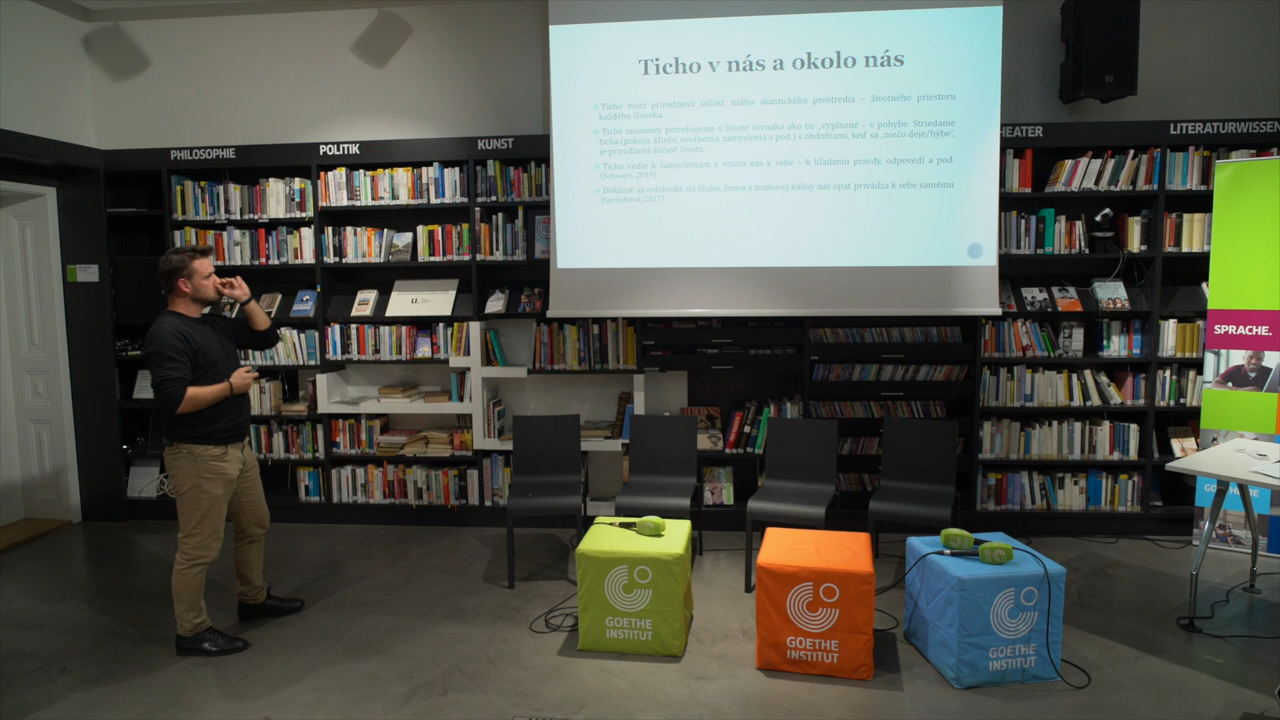 Ticho v nás a okolo nás
Ticho tvorí prirodzenú súčasť nášho akustického prostredia – životného priestoru
každého človeka.
Tiché momenty potrebujeme v živote rovnako ako tie „vyplnené – v pohybe. Striedanie
ticha (pokoja, kľudu, uvoľnenia, zamyslenia a pod.) s obdobiami, keď sa „niečo deje/hýbe",
je prirodzená súčasť života.
Ticho vedie k zamysleniam a vracia nás k sebe – k hľadaniu pravdy, odpovedí a pod.
(Schwarz, 2019).
Dokázať sa oslobodiť od hluku, šumu a zvukovej kulisy nás opäť privádza k sebe samému
(Gerlichova, 2017).
PHILOSOPHIE
POLITIK
KUNST
HEATER
LITERATURWISSEN
SPRACHE.
u.
GOETHE
INSTITUT
GOETHE
INSTITUT
GOETHE
INSTITUT